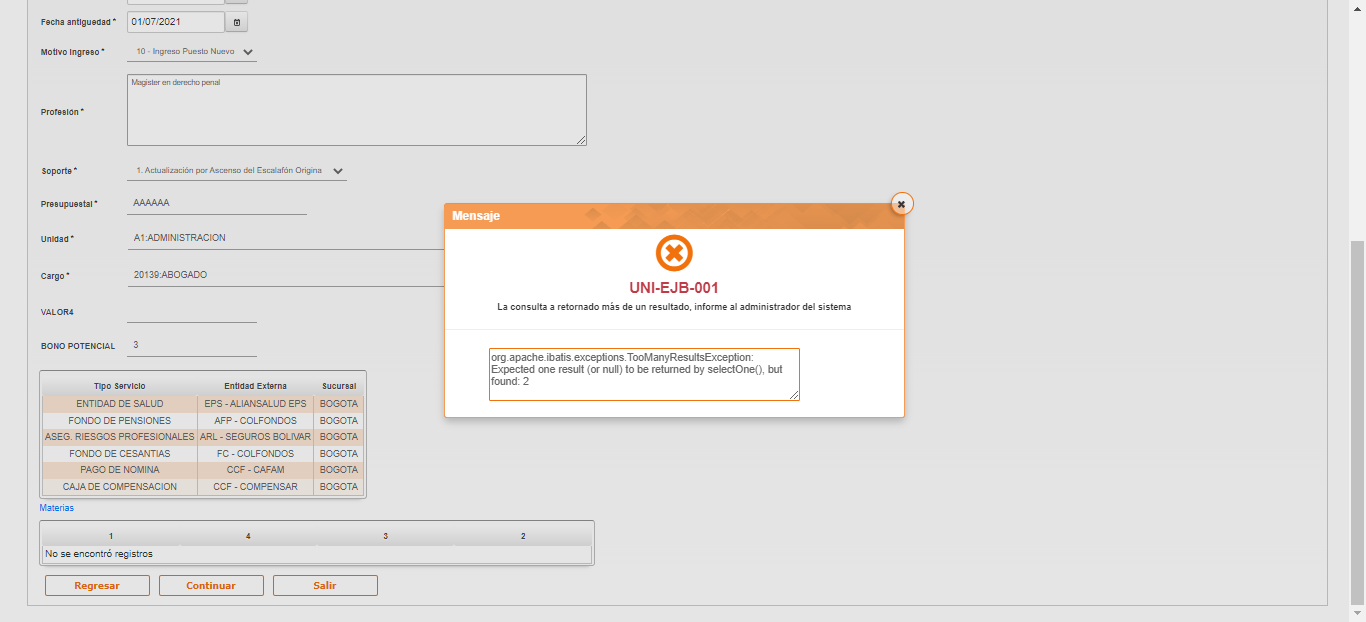 Fecha antiguedad *
01/07/2021
Motivo Ingreso *
10 - Ingreso Puesto Nuevo
Profesión *
Magister en derecho penal
Soporte *
1. Actualización por Ascenso del Escalafón Origina
Presupuestal *
AAAAAA
Unidad *
A1:ADMINISTRACION
Cargo *
20139:ABOGADO
VALOR4
BONO POTENCIAL
3
Tipo Servicio Entidad Externa Sucursal
ENTIDAD DE SALUD EPS - ALIANSALUD EPS BOGOTA
FONDO DE PENSIONES AFP - COLFONDOS BOGOTA
ASEG. RIESGOS PROFESIONALES ARL - SEGUROS BOLIVAR BOGOTA
FONDO DE CESANTIAS FC - COLFONDOS BOGOTA
PAGO DE NOMINA CCF - CAFAM BOGOTA
CAJA DE COMPENSACION CCF - COMPENSAR BOGOTA
Materias
1 4 3 2
No se encontró registros
Regresar Continuar Salir
Mensaje
UNI-EJB-001
La consulta a retornado más de un resultado, informe al administrador del sistema
org.apache.ibatis.exceptions.TooManyResultsException:
Expected one result (or null) to be returned by selectOne(), but
found: 2